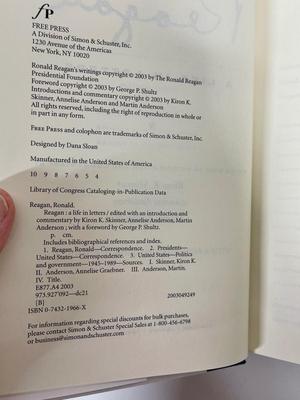 fP
FREE PRESS
A Division of Simon & Schuster, Inc.
1230 Avenue of the Americas
New York, NY 10020
Ronald Reagan's writings copyright © 2003 by The Ronald Reagan
Presidential Foundation
Foreword copyright © 2003 by George P. Shultz
Introductions and commentary copyright © 2003 by Kiron K.
Skinner, Annelise Anderson and Martin Anderson
All rights reserved, including the right of reproduction in whole or
in part in any form.
FREE PRESS and colophon are trademarks of Simon & Schuster, Inc.
Designed by Dana Sloan
Manufactured in the United States of America
10 9 8 7 6 5 4
Library of Congress Cataloging-in-Publication Data
Reagan, Ronald.
Reagan : a life in letters / edited with an introduction and
commentary by Kiron K. Skinner, Annelise Anderson, Martin
Anderson ; with a foreword by George P. Shultz.
p. cm.
Includes bibliographical references and index.
1. Reagan, Ronald—Correspondence. 2. Presidents—
United States—Correspondence. 3. United States—Politics
and government—1945–1989—Sources. I. Skinner, Kiron K.
II. Anderson, Annelise Graebner. III. Anderson, Martin.
IV. Title.
E877.A4 2003
973.927'092—dc21 2003049249
[B]
ISBN 0-7432-1966-X
For information regarding special discounts for bulk purchases,
please contact Simon & Schuster Special Sales at 1-800-456-6798
or business@simonandschuster.com